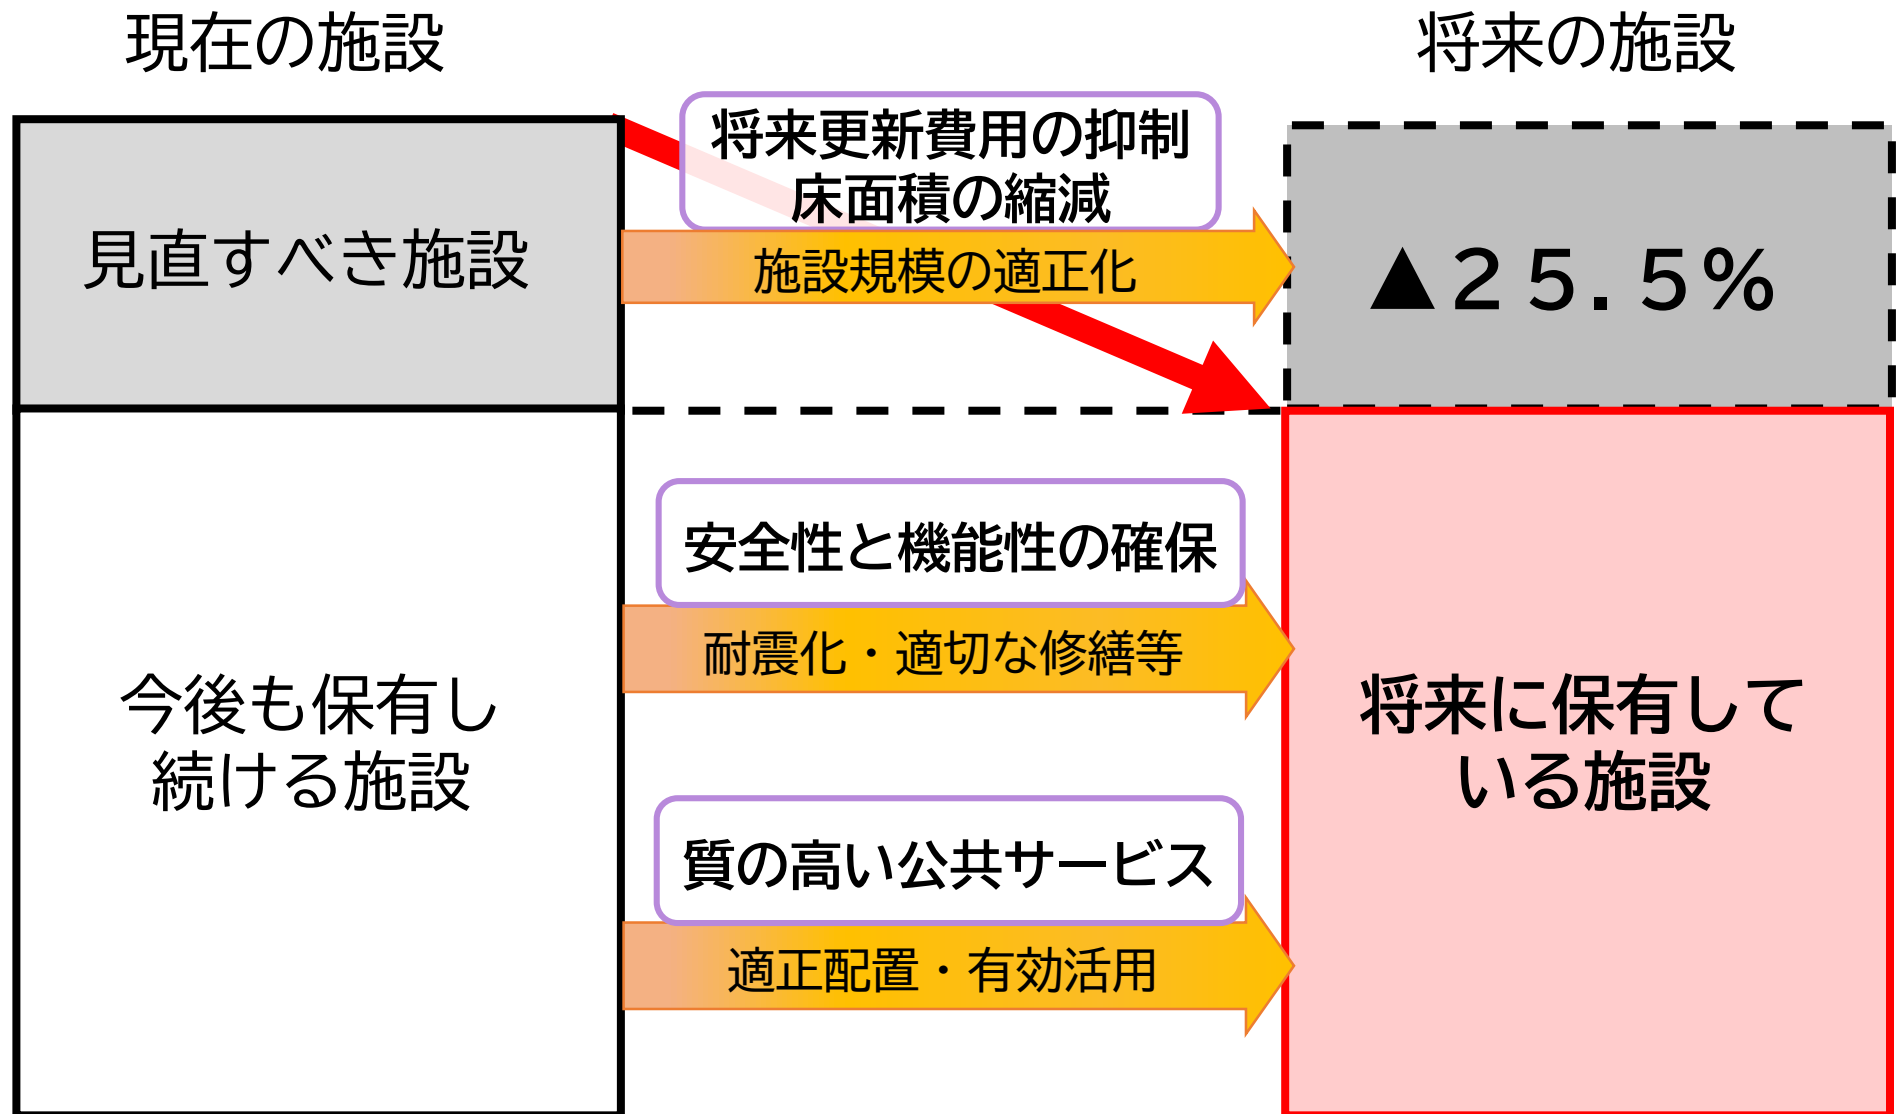 現在の施設
将来の施設
将来更新費用の抑制
床面積の縮減
見直すべき施設
施設規模の適正化
▲２５．５％
安全性と機能性の確保
耐震化・適切な修繕等
今後も保有し
続ける施設
将来に保有して
いる施設
質の高い公共サービス
適正配置・有効活用